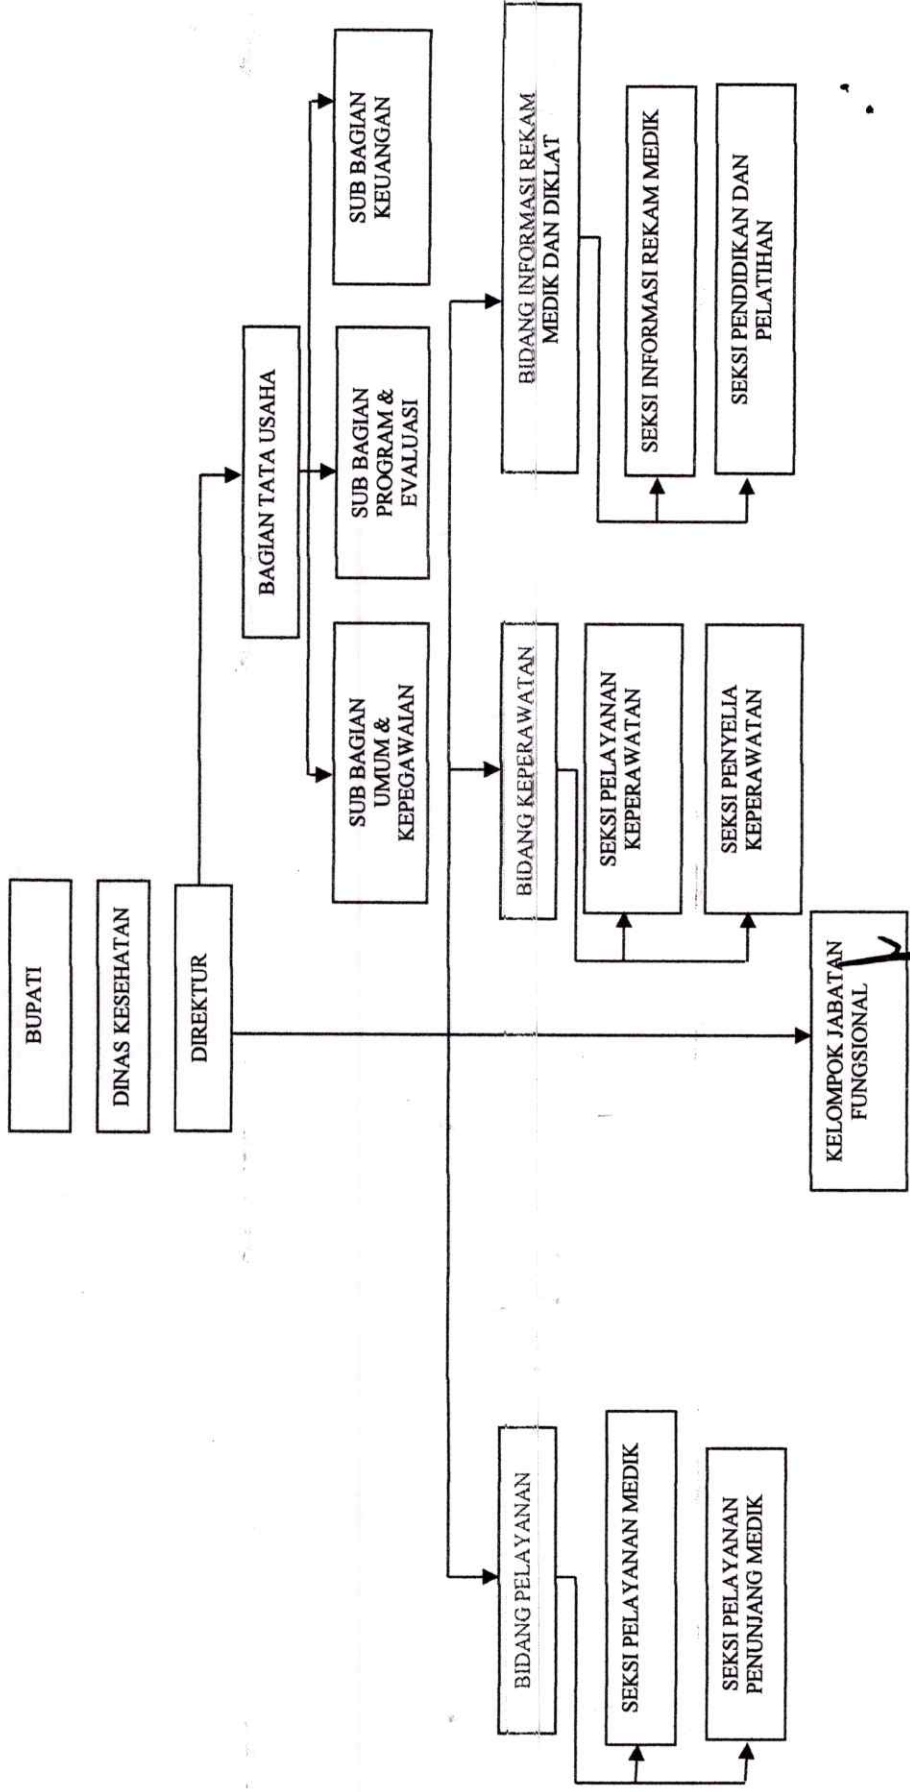 BUPATI
DINAS KESEHATAN
DIREKTUR
BAGIAN TATA USAHA
SUB BAGIAN
UMUM &
KEPEGAWAIAN
SUB BAGIAN
PROGRAM &
EVALUASI
SUB BAGIAN
KEUANGAN
BIDANG PELAYANAN
SEKSI PELAYANAN MEDIK
SEKSI PELAYANAN
PENUNJANG MEDIK
BIDANG KEPERAWATAN
SEKSI PELAYANAN
KEPERAWATAN
SEKSI PENYELIA
KEPERAWATAN
BIDANG INFORMASI REKAM
MEDIK DAN DIKLAT
SEKSI INFORMASI REKAM MEDIK
SEKSI PENDIDIKAN DAN
PELATIHAN
KELOMPOK JABATAN
FUNGSIONAL